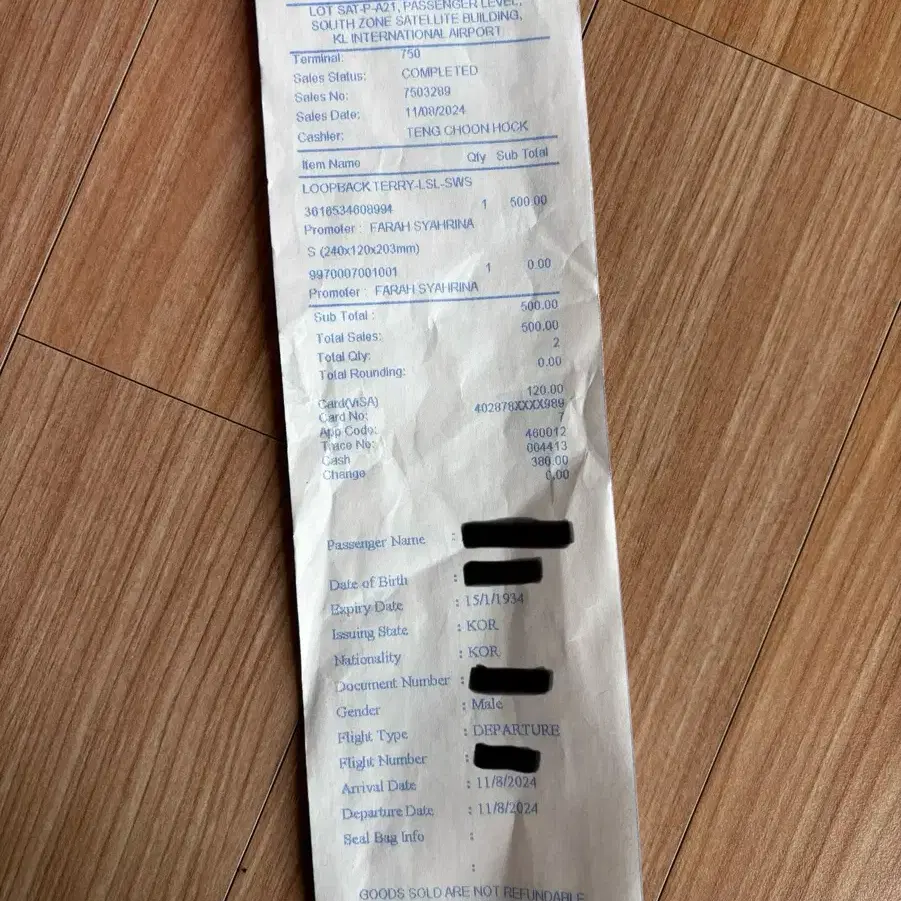 LOT SAT-P-A21, PASSENGER LEVEL,
SOUTH ZONE SATELLITE BUILDING,
KL INTERNATIONAL AIRPORT
Terminal: 750
Sales Status: COMPLETED
Sales No: 7503289
Sales Date: 11/08/2024
Cashier: TENG CHOON HOCK
Item Name Qty Sub Total
LOOPBACK TERRY-LSL-SWS
3616534608994 1 500.00
Promoter : FARAH SYAHRINA
S (240x120x203mm)
9970007001001 1 0.00
Promoter : FARAH SYAHRINA
Sub Total : 500.00
Total Sales: 500.00
Total Qty: 2
Total Rounding: 0.00
Card(VISA) 120.00
Card No: 402878XXXX989
7
App Code: 460012
Trace No: 004413
Cash 380.00
Change 0.00
Passenger Name :
Date of Birth :
Expiry Date : 15/1/1934
Issuing State : KOR
Nationality : KOR
Document Number :
Gender : Male
Flight Type : DEPARTURE
Flight Number :
Arrival Date : 11/8/2024
Departure Date : 11/8/2024
Seal Bag Info :
:
GOODS SOLD ARE NOT REFUNDABLE